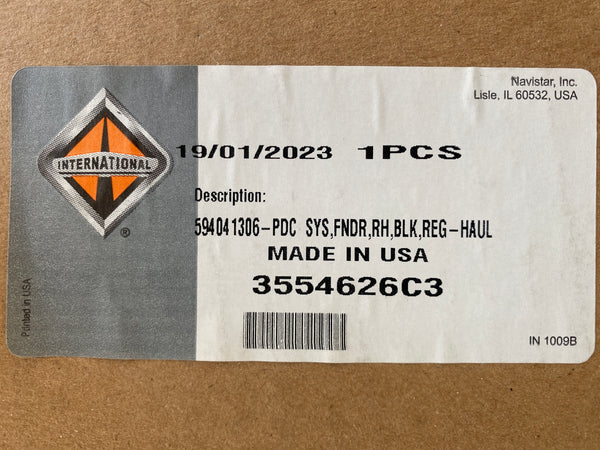 Navistar, Inc.
Lisle, IL 60532, USA
INTERNATIONAL
®
19/01/2023 1PCS
Description:
594041306-PDC SYS,FNDR,RH,BLK,REG-HAUL
MADE IN USA
3554626C3
Printed in USA
IN 1009B